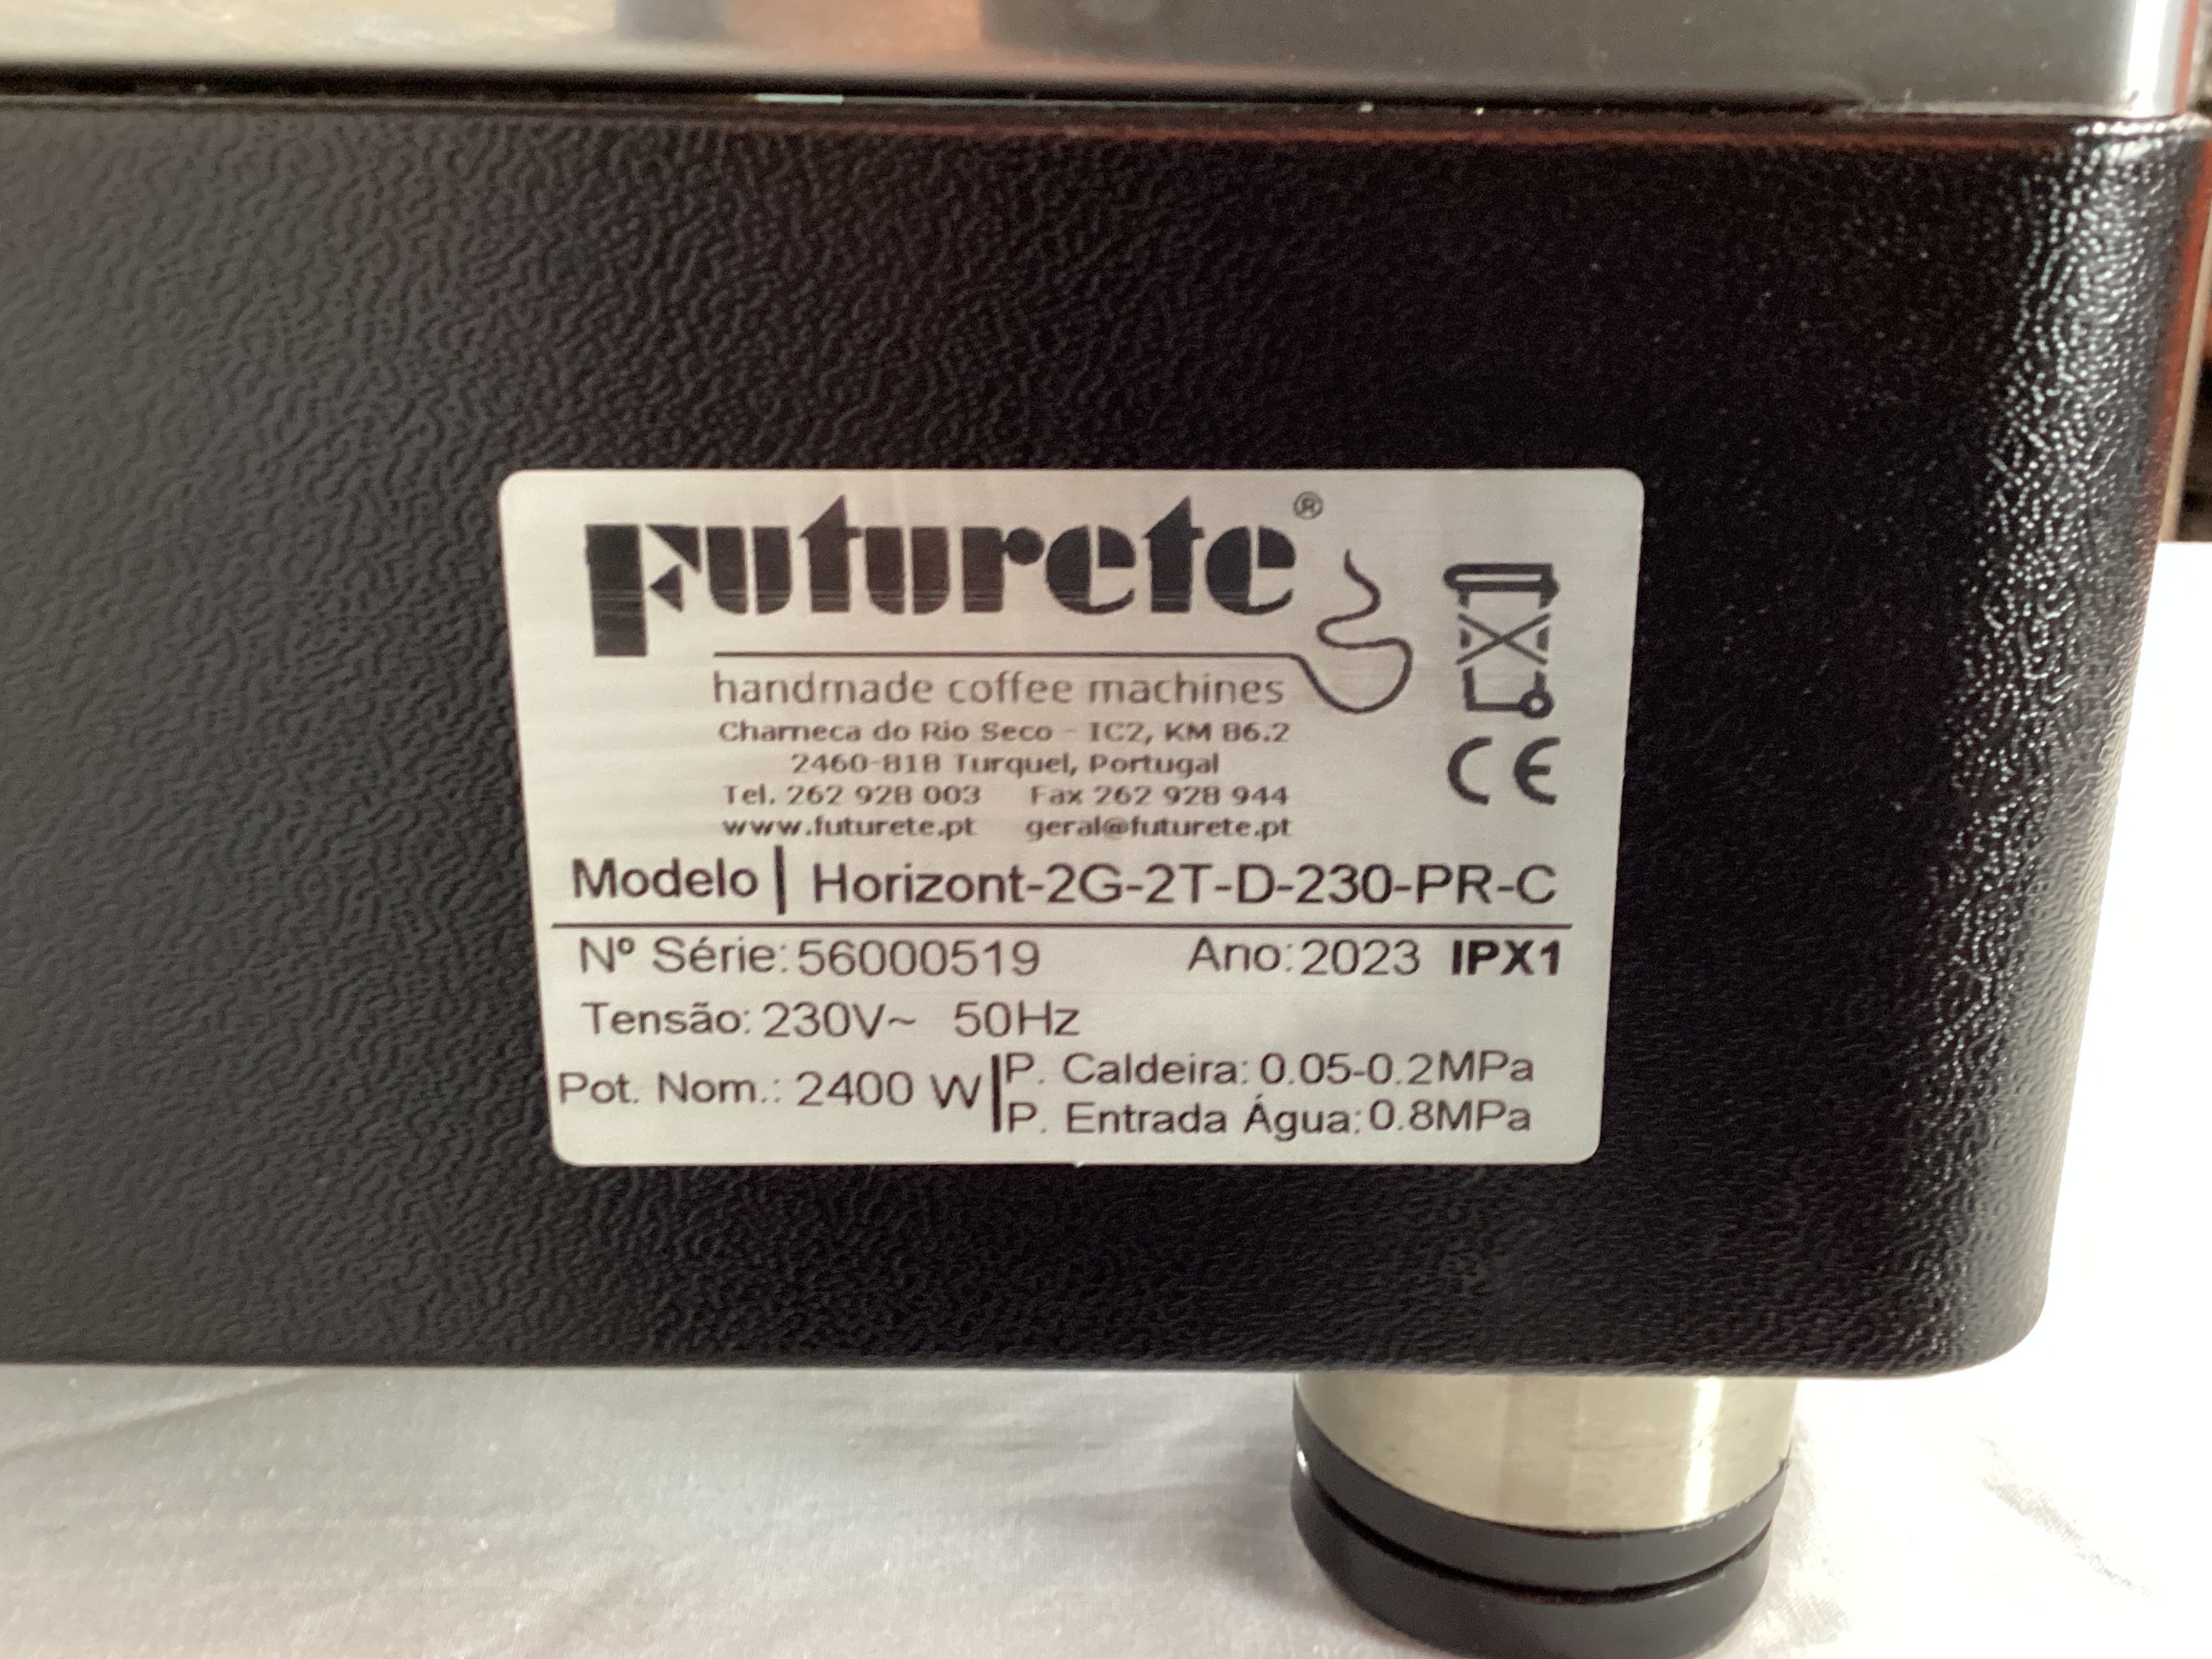 Futurete®
handmade coffee machines
Charneca do Rio Seco - IC2, KM 86.2
2460-818 Turquel, Portugal
Tel. 262 928 003 Fax 262 928 944
www.futurete.pt geral@futurete.pt
CE
Modelo | Horizont-2G-2T-D-230-PR-C
Nº Série: 56000519 Ano: 2023 IPX1
Tensão: 230V~ 50Hz
Pot. Nom.: 2400 W
P. Caldeira: 0.05-0.2MPa
P. Entrada Água: 0.8MPa